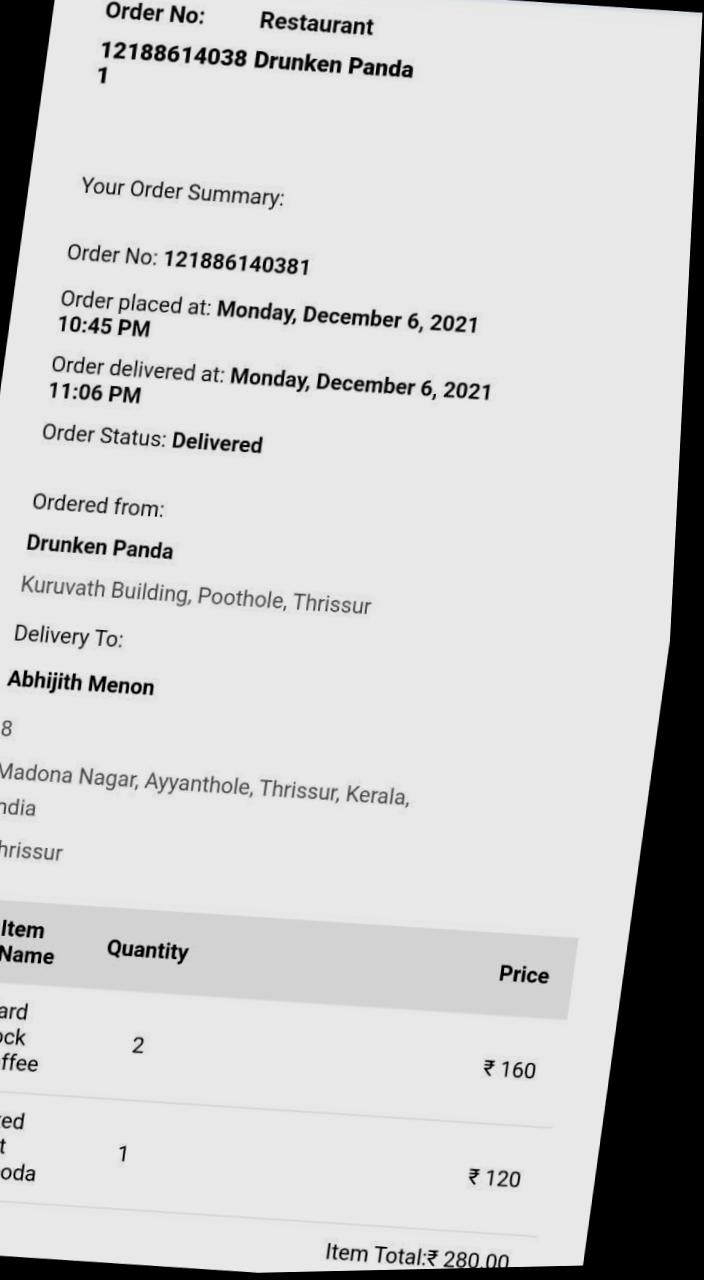 Order No: Restaurant
12188614038 Drunken Panda
1
Your Order Summary:
Order No: 121886140381
Order placed at: Monday, December 6, 2021
10:45 PM
Order delivered at: Monday, December 6, 2021
11:06 PM
Order Status: Delivered
Ordered from:
Drunken Panda
Kuruvath Building, Poothole, Thrissur
Delivery To:
Abhijith Menon
8
Madona Nagar, Ayyanthole, Thrissur, Kerala,
ndia
hrissur
Item
Name Quantity Price
ard
ock
ffee 2 ₹ 160
ed
t
oda 1 ₹ 120
Item Total:₹ 280.00